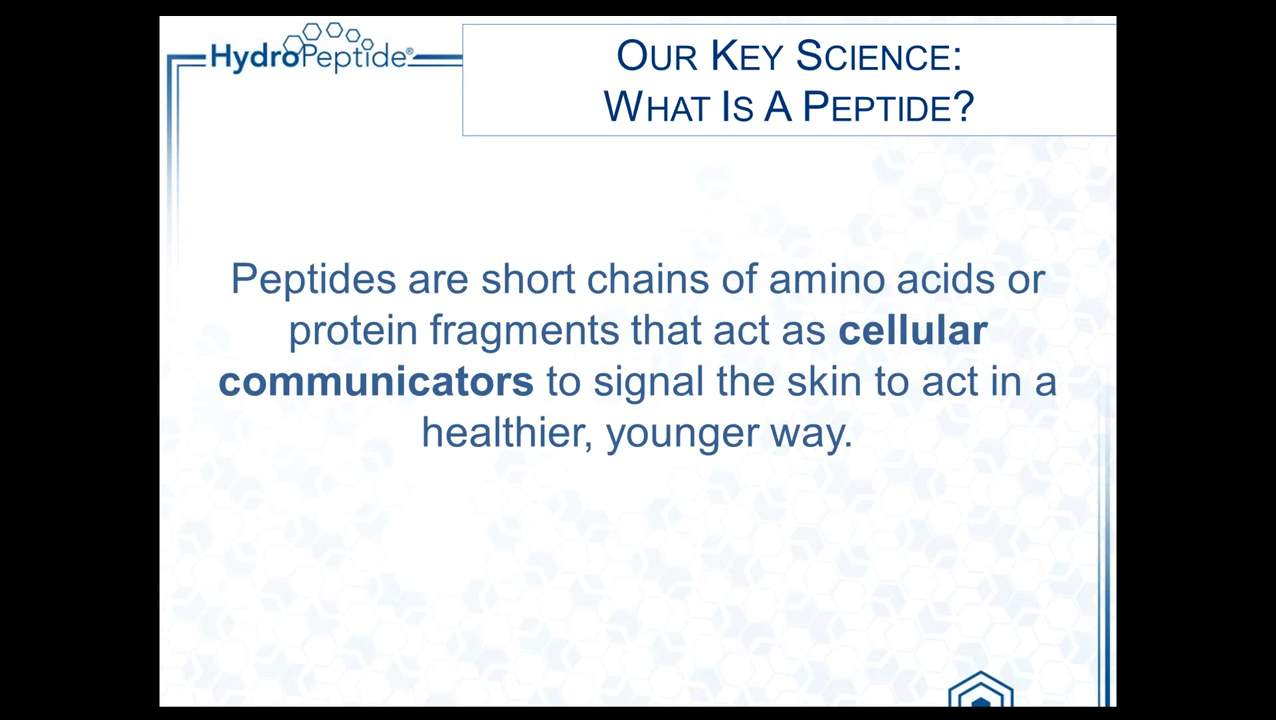 HydroPeptide®
OUR KEY SCIENCE:
WHAT IS A PEPTIDE?
Peptides are short chains of amino acids or
protein fragments that act as cellular
communicators to signal the skin to act in a
healthier, younger way.